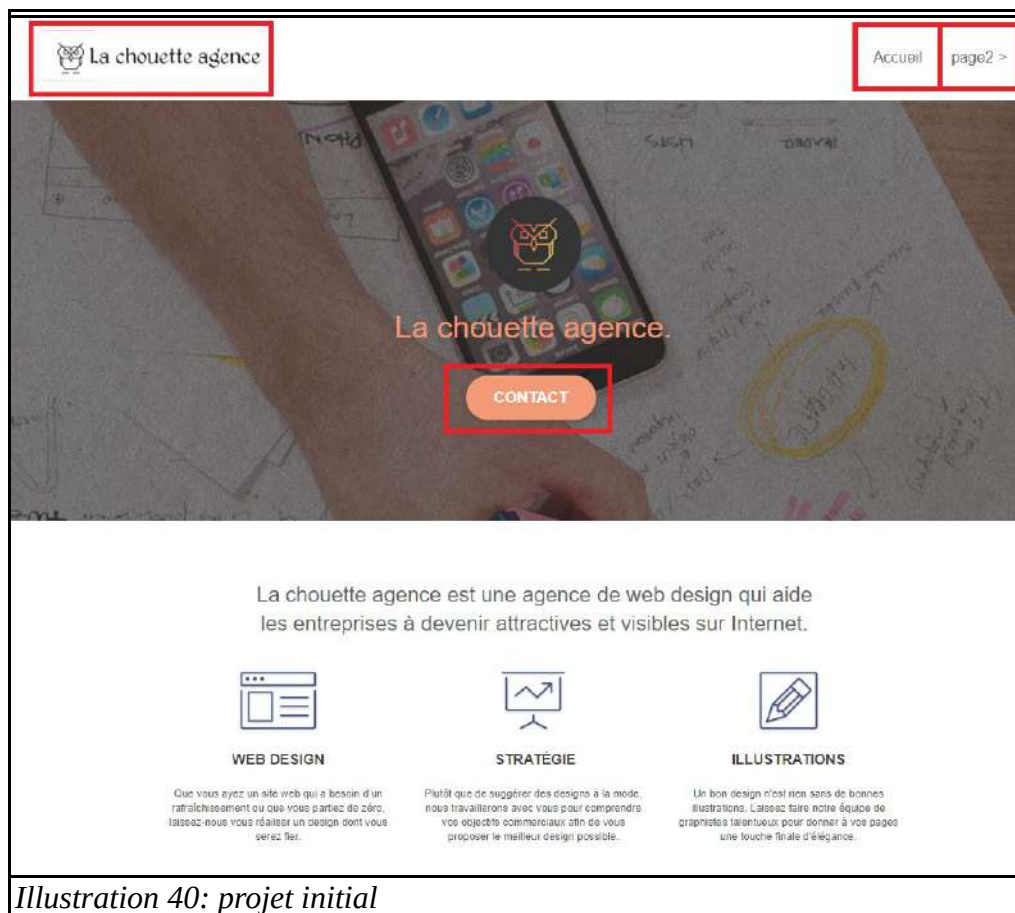 La chouette agence
Accueil
page2 >
La chouette agence.
CONTACT
La chouette agence est une agence de web design qui aide
les entreprises à devenir attractives et visibles sur Internet.
WEB DESIGN
Que vous ayez un site web qui a besoin d'un
rafraîchissement ou que vous partiez de zéro,
laissez-nous vous réaliser un design dont vous
serez fier.
STRATÉGIE
Plutôt que de suggérer des designs à la mode,
nous travaillerons avec vous pour comprendre
vos objectifs commerciaux afin de vous
proposer le meilleur design possible.
ILLUSTRATIONS
Un bon design n'est rien sans de bonnes
illustrations. Laissez faire notre équipe de
graphistes talentueux pour donner à vos pages
une touche finale d'élégance.
Illustration 40: projet initial